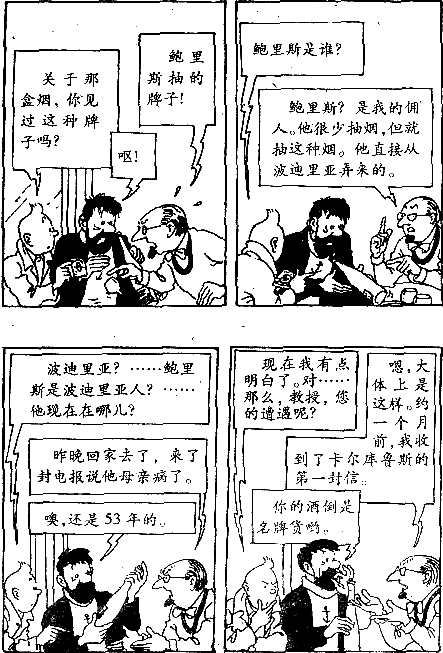 关于那
盒烟，你见
过这种牌
子吗？
鲍里
斯抽的
牌子！
呕！
鲍里斯是谁？
鲍里斯？是我的佣
人。他很少抽烟，但就
抽这种烟。他直接从
波迪里亚弄来的。
波迪里亚？……鲍里
斯是波迪里亚人？……
他现在在哪儿？
昨晚回家去了，来了
封电报说他母亲病了。
噢，还是53年的。
现在我有点
明白了。对……
那么，教授，您
的遭遇呢？
嗯，大
体上是
这样。约
一个月
前，我收
到了卡尔库鲁斯的
第一封信。
你的酒倒是
名牌货哟。